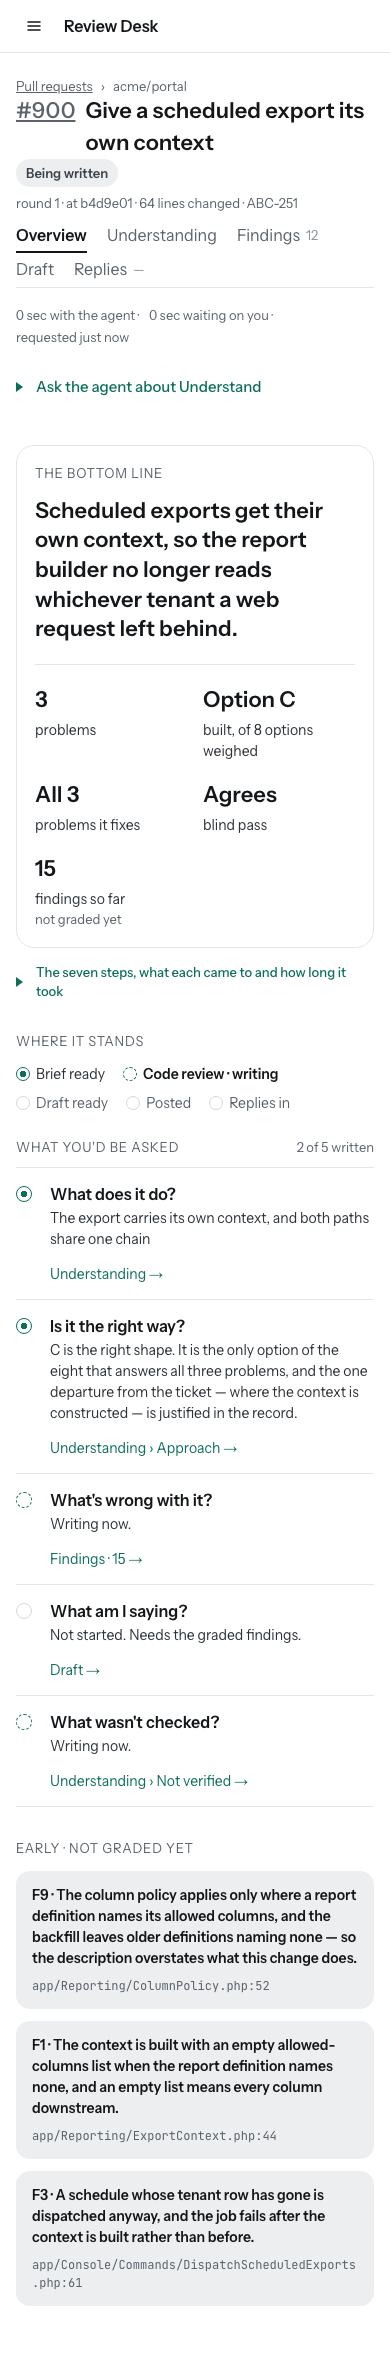 Review Desk
Pull requests › acme/portal
#900 Give a scheduled export its
own context
Being written
round 1 · at b4d9e01 · 64 lines changed · ABC-251
Overview Understanding Findings 12
Draft Replies —
0 sec with the agent · 0 sec waiting on you ·
requested just now
Ask the agent about Understand
THE BOTTOM LINE
Scheduled exports get their
own context, so the report
builder no longer reads
whichever tenant a web
request left behind.
3 Option C
problems built, of 8 options
weighed
All 3 Agrees
problems it fixes blind pass
15
findings so far
not graded yet
The seven steps, what each came to and how long it
took
WHERE IT STANDS
Brief ready Code review · writing
Draft ready Posted Replies in
WHAT YOU'D BE ASKED 2 of 5 written
What does it do?
The export carries its own context, and both paths
share one chain
Understanding →
Is it the right way?
C is the right shape. It is the only option of the
eight that answers all three problems, and the one
departure from the ticket — where the context is
constructed — is justified in the record.
Understanding › Approach →
What's wrong with it?
Writing now.
Findings · 15 →
What am I saying?
Not started. Needs the graded findings.
Draft →
What wasn't checked?
Writing now.
Understanding › Not verified →
EARLY · NOT GRADED YET
F9 · The column policy applies only where a report
definition names its allowed columns, and the
backfill leaves older definitions naming none — so
the description overstates what this change does.
app/Reporting/ColumnPolicy.php:52
F1 · The context is built with an empty allowed-
columns list when the report definition names
none, and an empty list means every column
downstream.
app/Reporting/ExportContext.php:44
F3 · A schedule whose tenant row has gone is
dispatched anyway, and the job fails after the
context is built rather than before.
app/Console/Commands/DispatchScheduledExports
.php:61